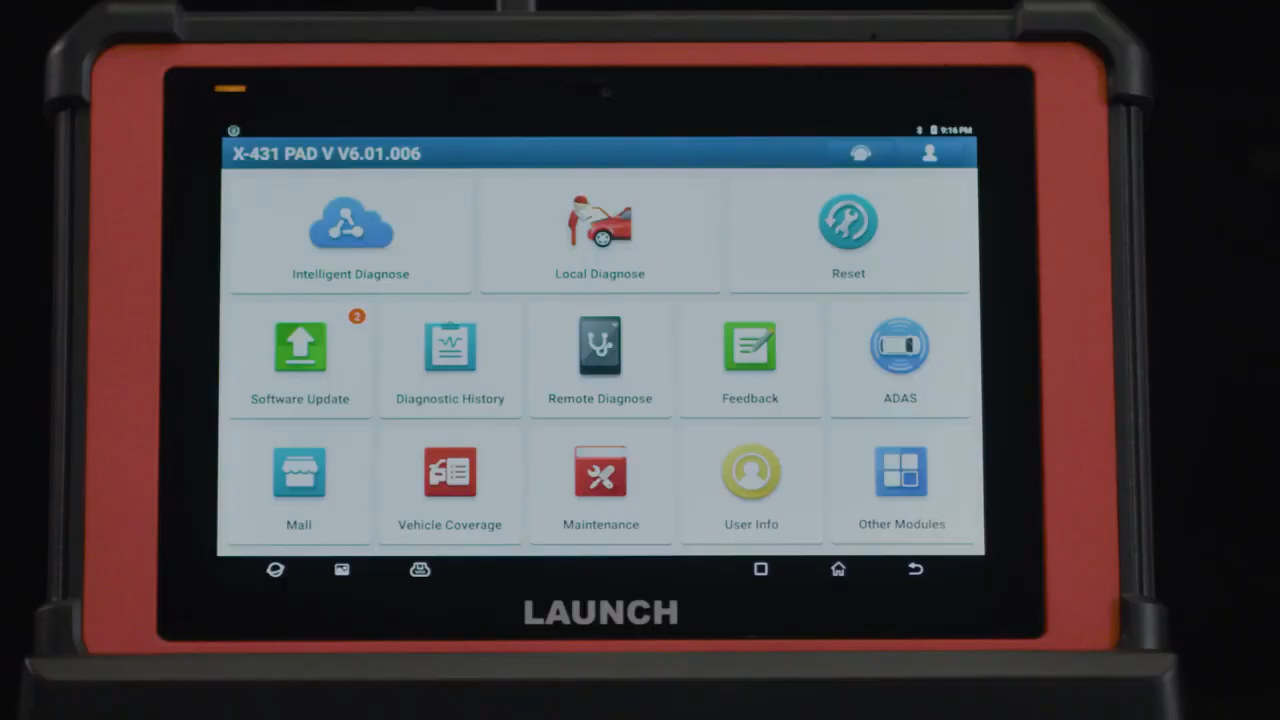 9:16 PM
X-431 PAD V V6.01.006
Intelligent Diagnose
Local Diagnose
Reset
2
Software Update
Diagnostic History
Remote Diagnose
Feedback
ADAS
Mall
Vehicle Coverage
Maintenance
User Info
Other Modules
LAUNCH